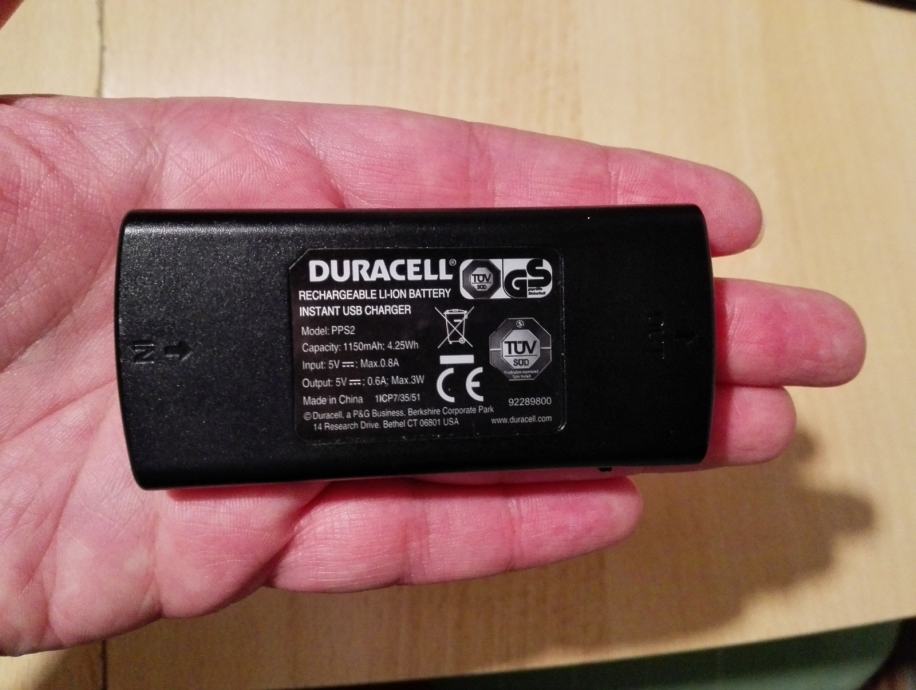 DURACELL®
RECHARGEABLE LI-ION BATTERY
INSTANT USB CHARGER
Model: PPS2
Capacity: 1150mAh; 4.25Wh
Input: 5V ⎓; Max.0.8A
Output: 5V ⎓; 0.6A; Max.3W
Made in China 1ICP7/35/51
© Duracell, a P&G Business. Berkshire Corporate Park
14 Research Drive. Bethel CT 06801 USA
TÜV
SÜD
GS
TÜV
SÜD
CE
92289800
www.duracell.com
IN